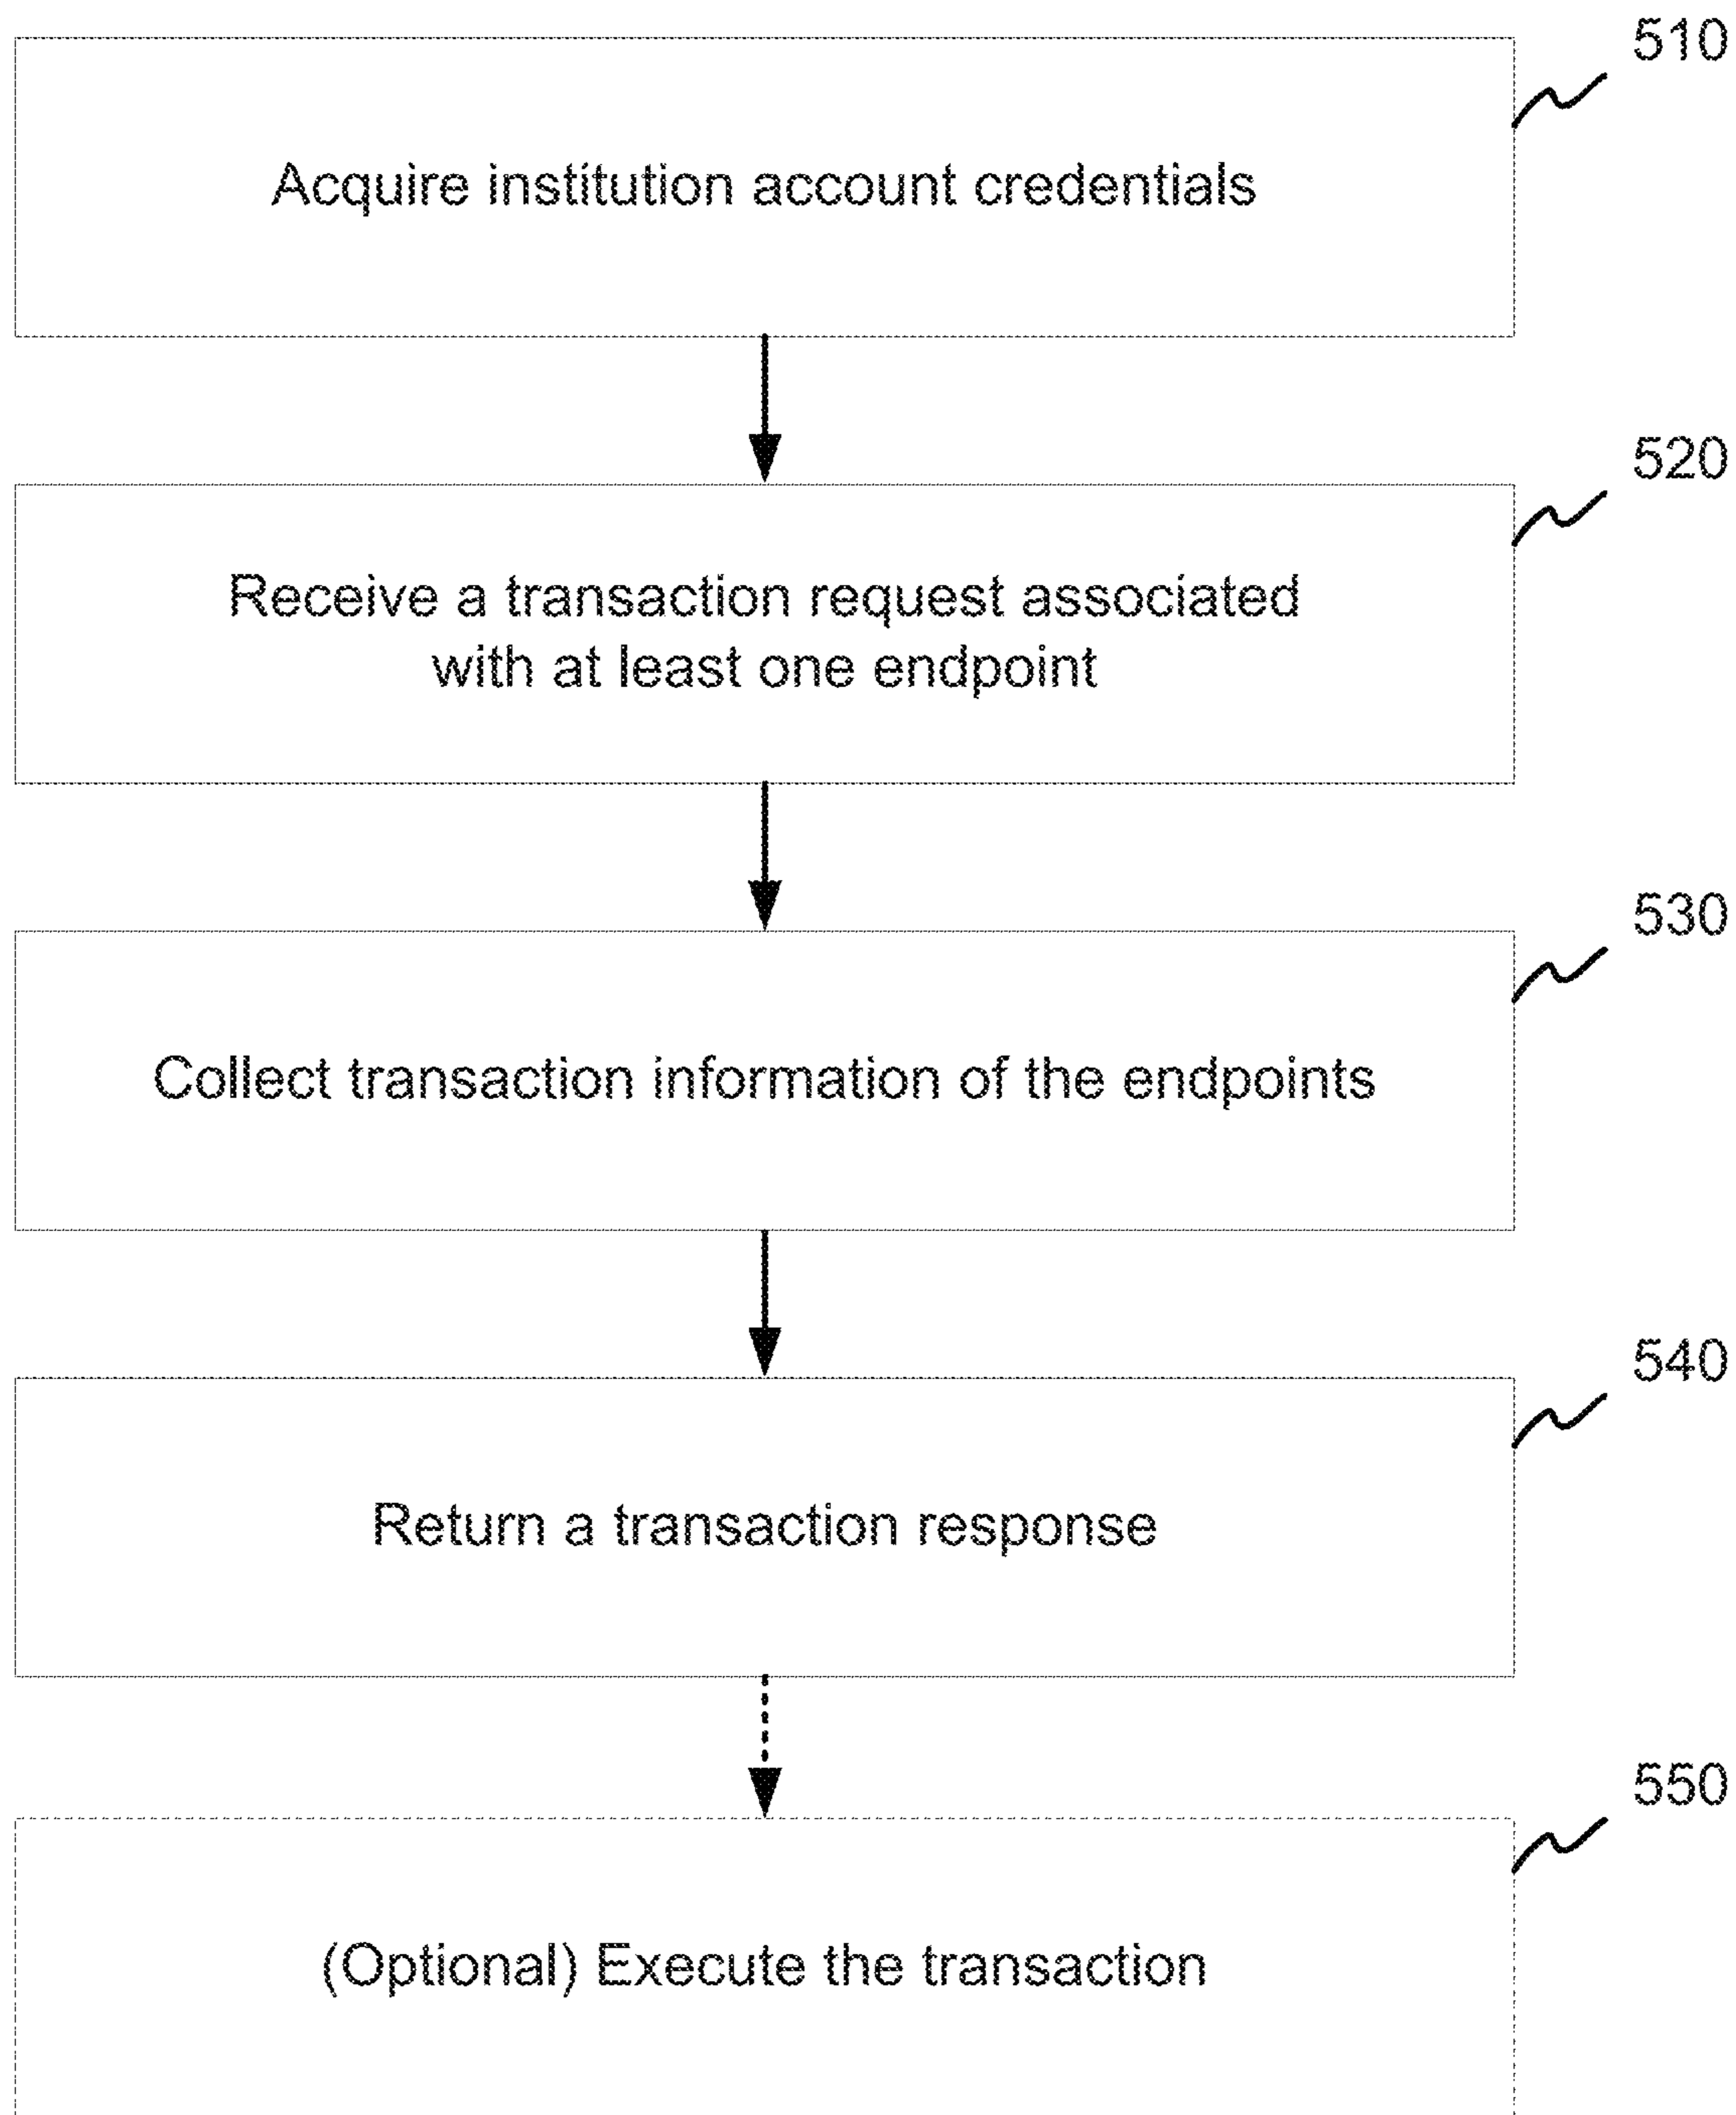 510
Acquire institution account credentials
520
Receive a transaction request associated
with at least one endpoint
530
Collect transaction information of the endpoints
540
Return a transaction response
550
(Optional) Execute the transaction